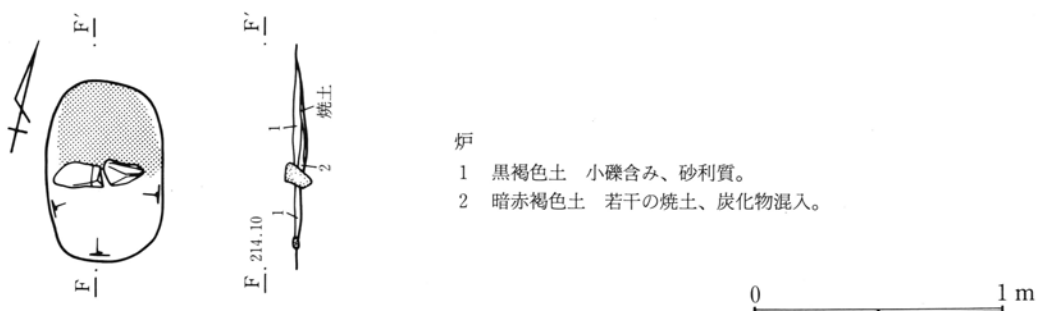 F′
F′
焼土
1
2
1
F
F 214.10
炉
1 黒褐色土 小礫含み、砂利質。
2 暗赤褐色土 若干の焼土、炭化物混入。
0 1 m